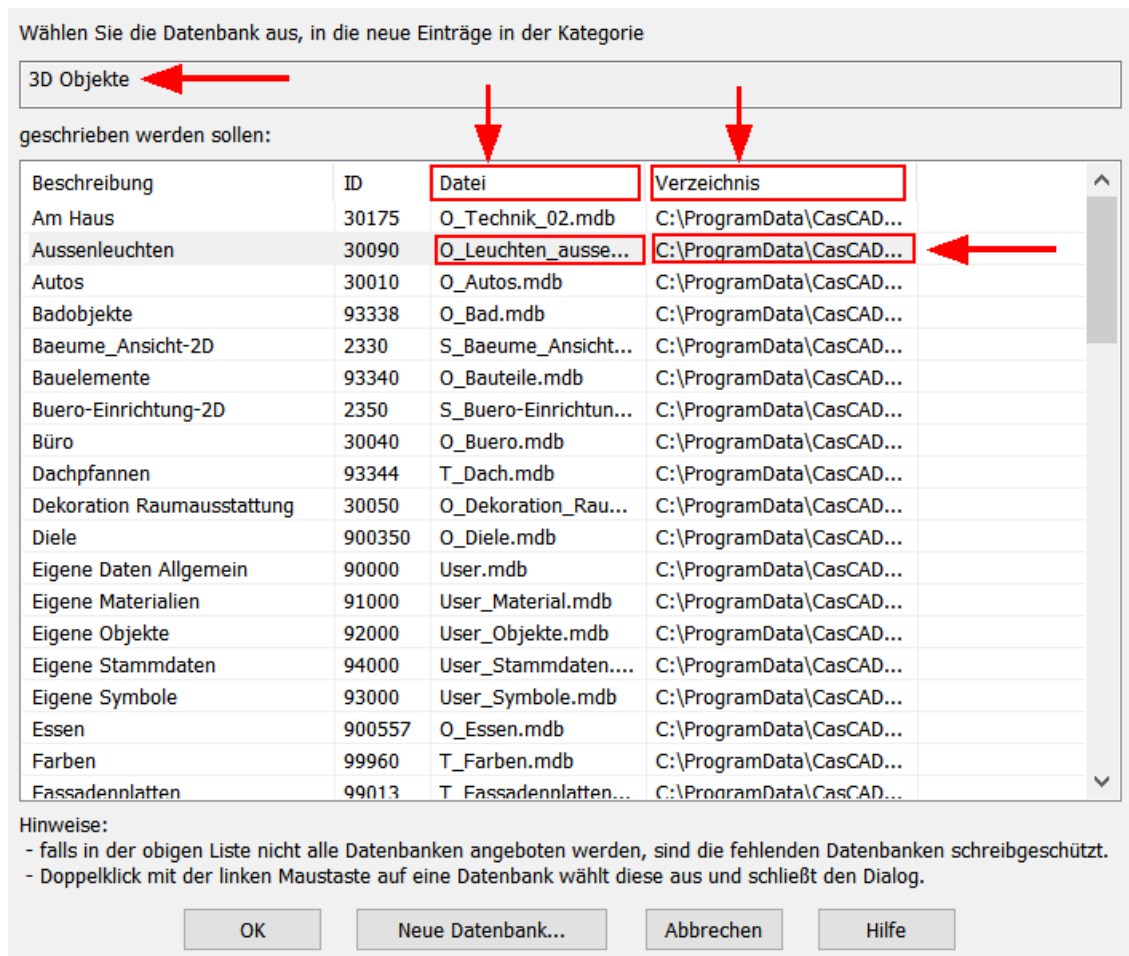 Wählen Sie die Datenbank aus, in die neue Einträge in der Kategorie
3D Objekte
geschrieben werden sollen:
Beschreibung ID Datei Verzeichnis
Am Haus 30175 O_Technik_02.mdb C:\ProgramData\CasCAD...
Aussenleuchten 30090 O_Leuchten_ausse... C:\ProgramData\CasCAD...
Autos 30010 O_Autos.mdb C:\ProgramData\CasCAD...
Badobjekte 93338 O_Bad.mdb C:\ProgramData\CasCAD...
Baeume_Ansicht-2D 2330 S_Baeume_Ansicht... C:\ProgramData\CasCAD...
Bauelemente 93340 O_Bauteile.mdb C:\ProgramData\CasCAD...
Buero-Einrichtung-2D 2350 S_Buero-Einrichtun... C:\ProgramData\CasCAD...
Büro 30040 O_Buero.mdb C:\ProgramData\CasCAD...
Dachpfannen 93344 T_Dach.mdb C:\ProgramData\CasCAD...
Dekoration Raumausstattung 30050 O_Dekoration_Rau... C:\ProgramData\CasCAD...
Diele 900350 O_Diele.mdb C:\ProgramData\CasCAD...
Eigene Daten Allgemein 90000 User.mdb C:\ProgramData\CasCAD...
Eigene Materialien 91000 User_Material.mdb C:\ProgramData\CasCAD...
Eigene Objekte 92000 User_Objekte.mdb C:\ProgramData\CasCAD...
Eigene Stammdaten 94000 User_Stammdaten.... C:\ProgramData\CasCAD...
Eigene Symbole 93000 User_Symbole.mdb C:\ProgramData\CasCAD...
Essen 900557 O_Essen.mdb C:\ProgramData\CasCAD...
Farben 99960 T_Farben.mdb C:\ProgramData\CasCAD...
Fassadenplatten 99013 T_Fassadenplatten... C:\ProgramData\CasCAD...
Hinweise:
- falls in der obigen Liste nicht alle Datenbanken angeboten werden, sind die fehlenden Datenbanken schreibgeschützt.
- Doppelklick mit der linken Maustaste auf eine Datenbank wählt diese aus und schließt den Dialog.
OK Neue Datenbank... Abbrechen Hilfe